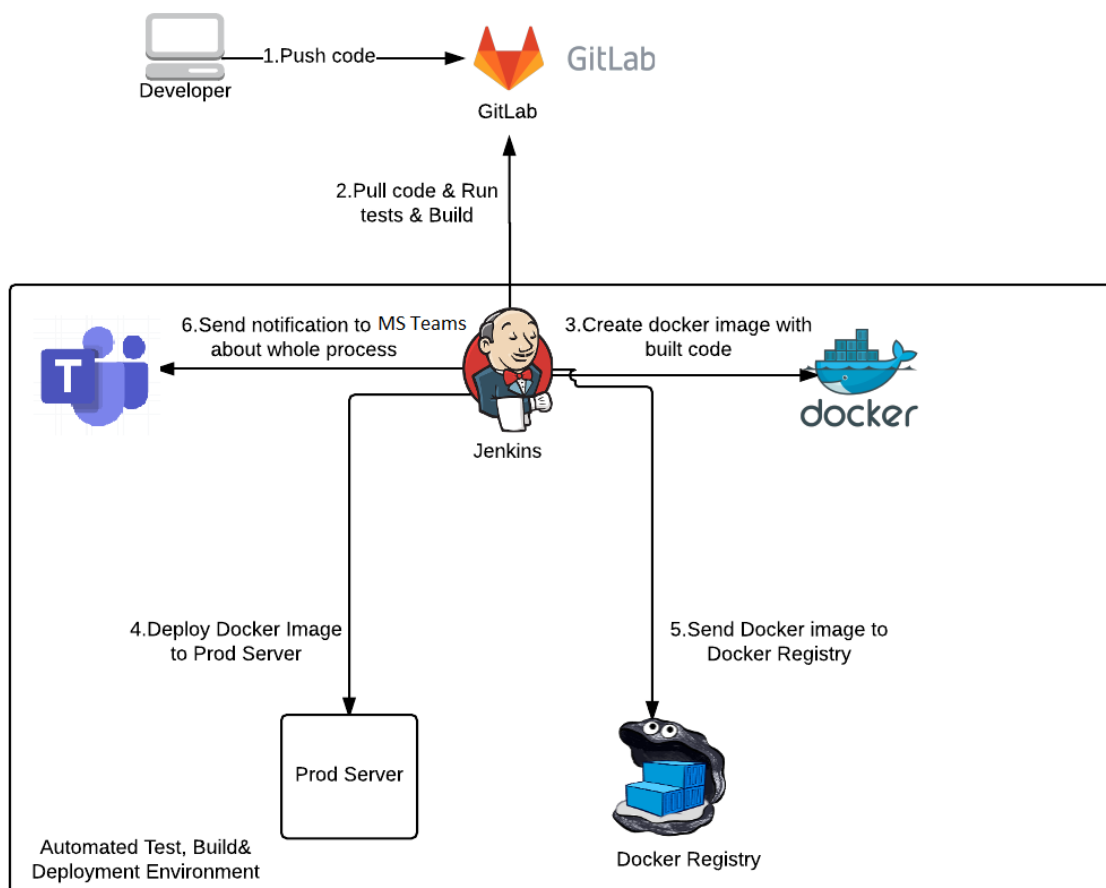 1.Push code
Developer
GitLab
GitLab
2.Pull code & Run
tests & Build
6.Send notification to MS Teams
about whole process
3.Create docker image with
built code
T
docker
Jenkins
4.Deploy Docker Image
to Prod Server
5.Send Docker image to
Docker Registry
Prod Server
Automated Test, Build&
Deployment Environment
Docker Registry